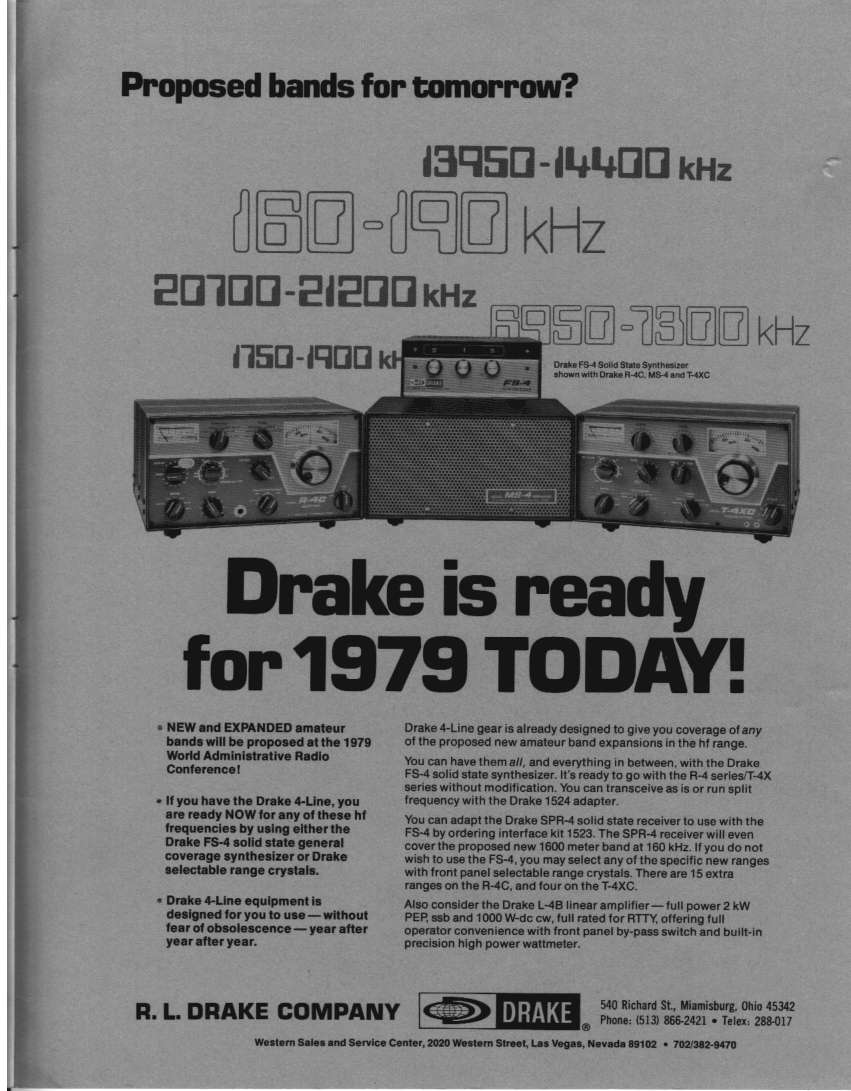 Proposed bands for tomorrow?
13950-14400 kHz
160-190 kHz
20700-21200 kHz
6950-7300 kHz
1750-1900 kH
Drake FS-4 Solid State Synthesizer
shown with Drake R-4C, MS-4 and T-4XC
DRAKE
FS-4
R-4C
MS-4
T-4XC
Drake is ready
for 1979 TODAY!
• NEW and EXPANDED amateur
bands will be proposed at the 1979
World Administrative Radio
Conference!
• If you have the Drake 4-Line, you
are ready NOW for any of these hf
frequencies by using either the
Drake FS-4 solid state general
coverage synthesizer or Drake
selectable range crystals.
• Drake 4-Line equipment is
designed for you to use — without
fear of obsolescence — year after
year after year.
Drake 4-Line gear is already designed to give you coverage of any
of the proposed new amateur band expansions in the hf range.
You can have them all, and everything in between, with the Drake
FS-4 solid state synthesizer. It's ready to go with the R-4 series/T-4X
series without modification. You can transceive as is or run split
frequency with the Drake 1524 adapter.
You can adapt the Drake SPR-4 solid state receiver to use with the
FS-4 by ordering interface kit 1523. The SPR-4 receiver will even
cover the proposed new 1600 meter band at 160 kHz. If you do not
wish to use the FS-4, you may select any of the specific new ranges
with front panel selectable range crystals. There are 15 extra
ranges on the R-4C, and four on the T-4XC.
Also consider the Drake L-4B linear amplifier — full power 2 kW
PEP, ssb and 1000 W-dc cw, full rated for RTTY, offering full
operator convenience with front panel by-pass switch and built-in
precision high power wattmeter.
R. L. DRAKE COMPANY
DRAKE ®
540 Richard St., Miamisburg, Ohio 45342
Phone: (513) 866-2421 • Telex: 288-017
Western Sales and Service Center, 2020 Western Street, Las Vegas, Nevada 89102 • 702/382-9470